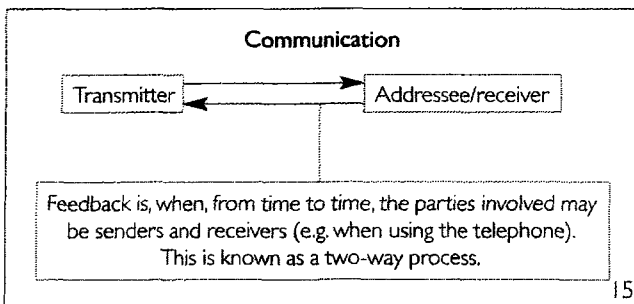 Communication
Transmitter
Addressee/receiver
Feedback is, when, from time to time, the parties involved may
be senders and receivers (e.g. when using the telephone).
This is known as a two-way process.
15